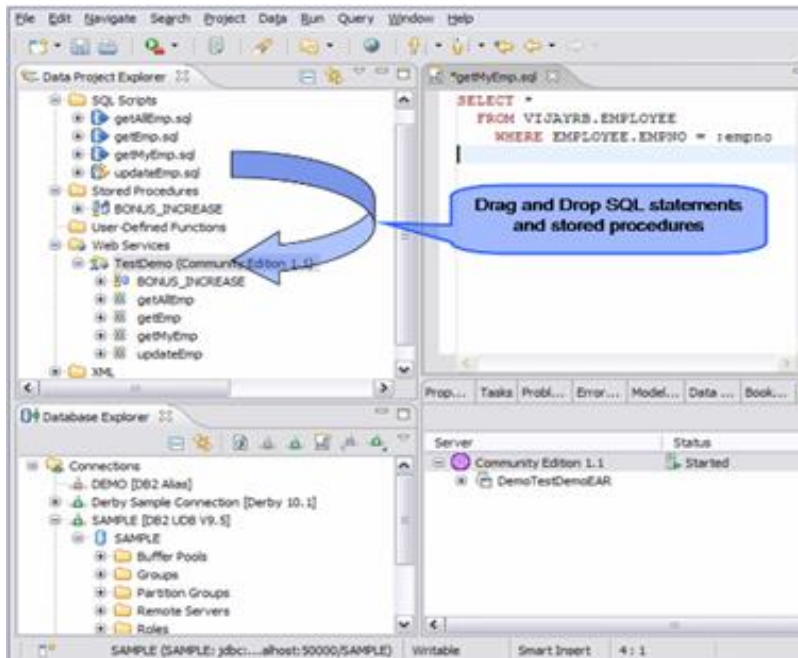 File Edit Navigate Search Project Data Run Query Window Help
Data Project Explorer
SQL Scripts
getAllEmp.sql
getEmp.sql
getMyEmp.sql
updateEmp.sql
Stored Procedures
BONUS_INCREASE
User-Defined Functions
Web Services
TestDemo (Community Edition 1.1)
BONUS_INCREASE
getAllEmp
getEmp
getMyEmp
updateEmp
XML
*getMyEmp.sql
SELECT *
FROM VIJAYRB.EMPLOYEE
WHERE EMPLOYEE.EMPNO = :empno
Drag and Drop SQL statements
and stored procedures
Database Explorer
Connections
DEMO [DB2 Alias]
Derby Sample Connection [Derby 10.1]
SAMPLE [DB2 UDB V9.5]
SAMPLE
Buffer Pools
Groups
Partition Groups
Remote Servers
Roles
Prop... Tasks Probl... Error... Model... Data ... Book...
Server Status
Community Edition 1.1 Started
DemoTestDemoEAR
SAMPLE (SAMPLE: jdbc:...alhost:50000/SAMPLE) Writable Smart Insert 4 : 1